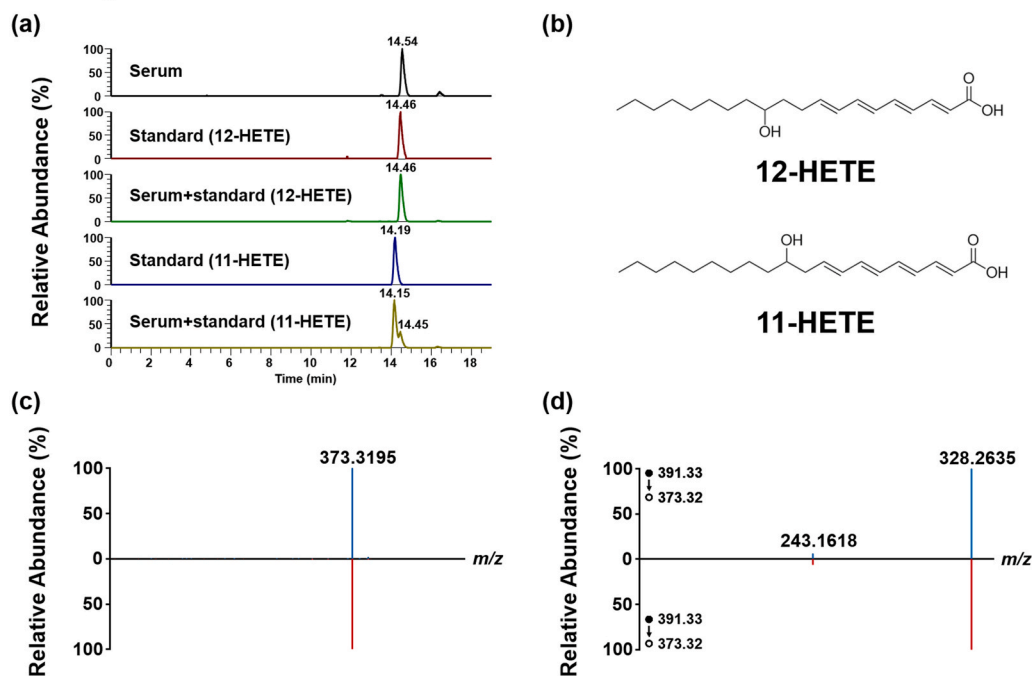 (a)
Relative Abundance (%)
14.54
100
50
0
Serum
14.46
100
50
0
Standard (12-HETE)
14.46
100
50
0
Serum+standard (12-HETE)
14.19
100
50
0
Standard (11-HETE)
14.15
14.45
100
50
0
Serum+standard (11-HETE)
0 2 4 6 8 10 12 14 16 18
Time (min)
(b)
O
OH
OH
12-HETE
OH
O
OH
11-HETE
(c)
Relative Abundance (%)
373.3195
100
50
0
50
100
m/z
(d)
Relative Abundance (%)
328.2635
243.1618
391.33
373.32
100
50
0
50
100
m/z
391.33
373.32